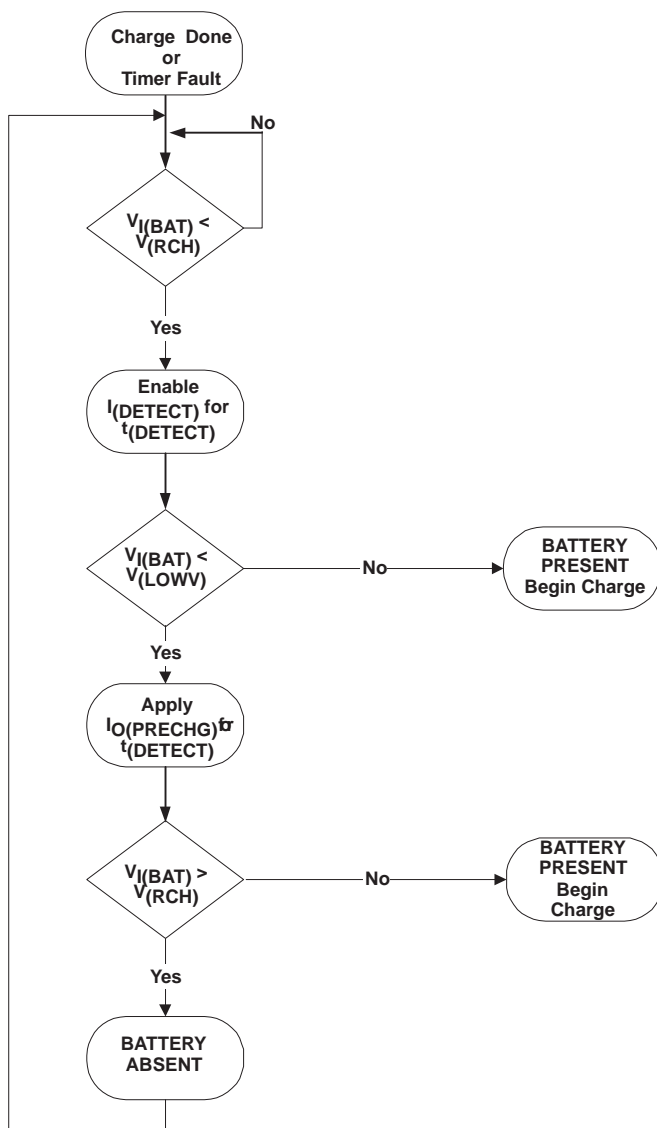 Charge Done
or
Timer Fault
No
VI(BAT) <
V(RCH)
Yes
Enable
I(DETECT) for
t(DETECT)
VI(BAT) <
V(LOWV)
No
BATTERY
PRESENT
Begin Charge
Yes
Apply
IO(PRECHG) for
t(DETECT)
VI(BAT) >
V(RCH)
No
BATTERY
PRESENT
Begin
Charge
Yes
BATTERY
ABSENT